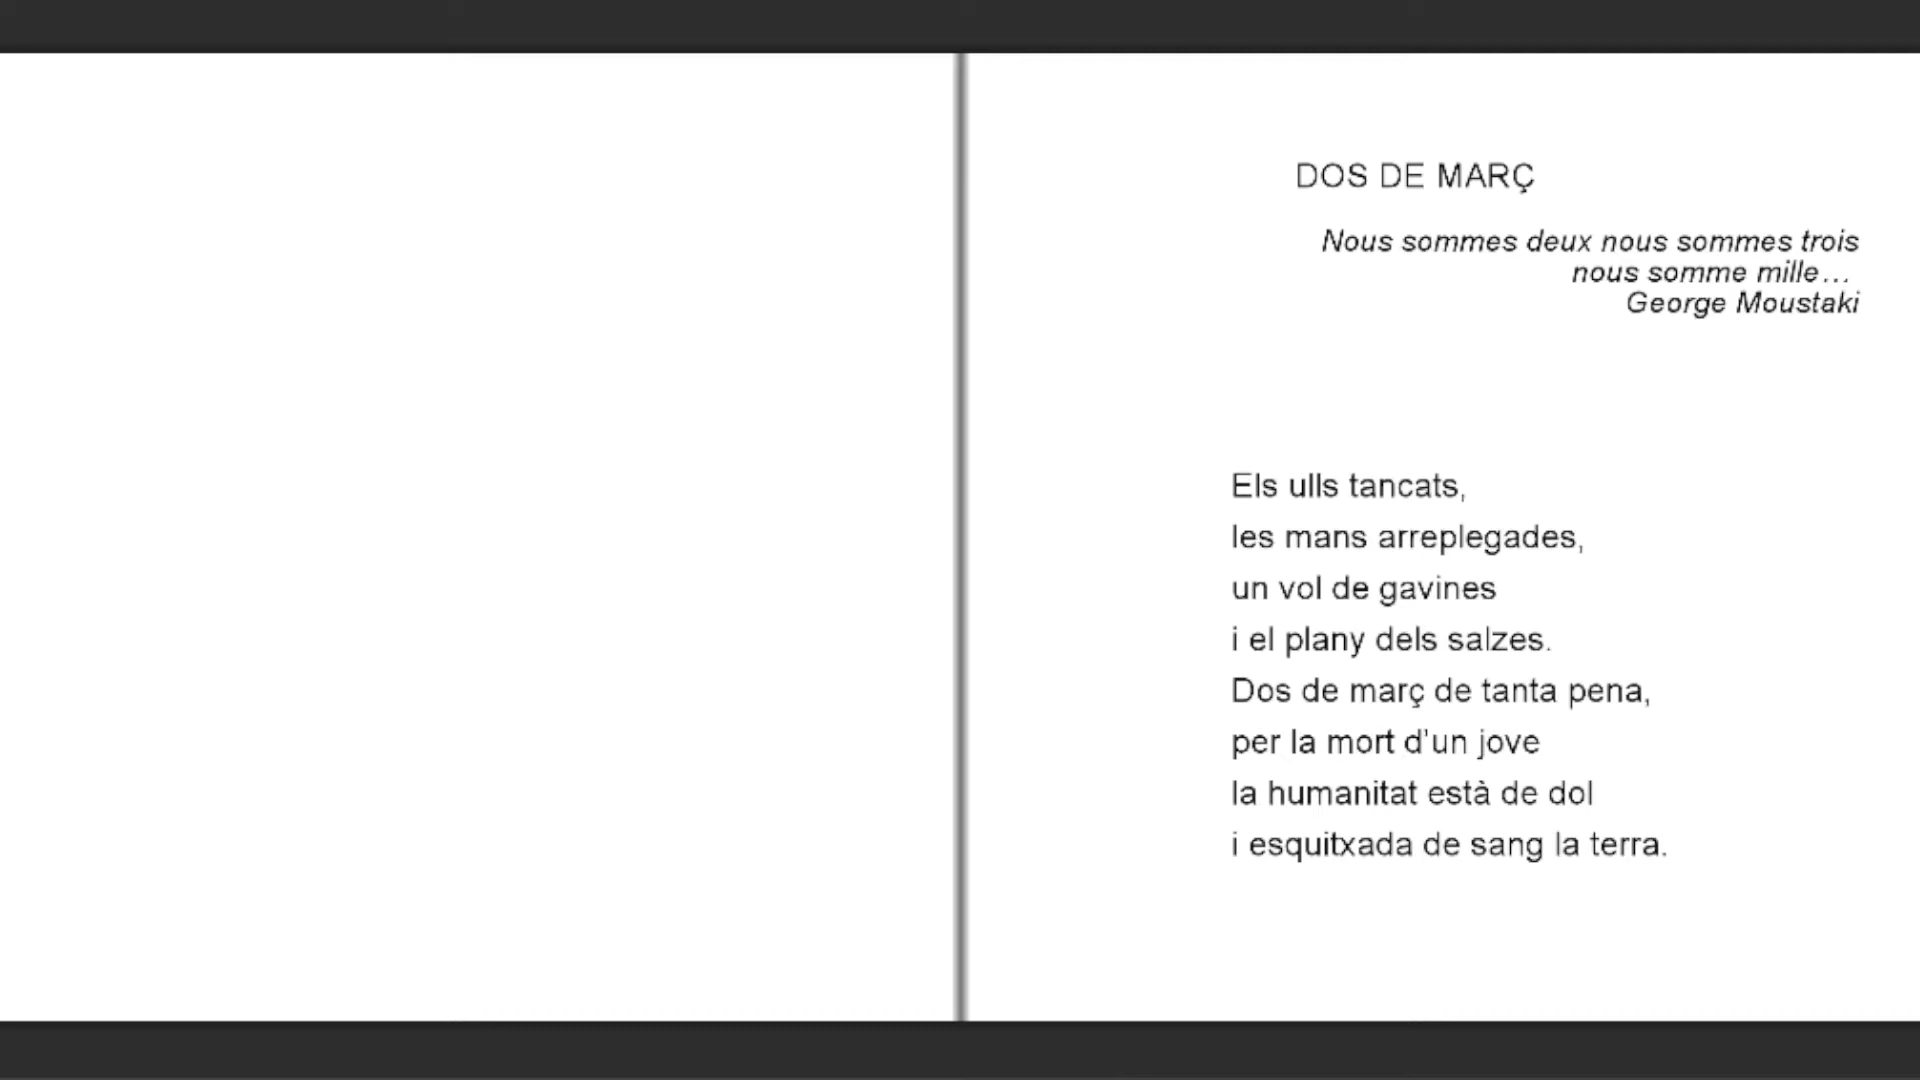 DOS DE MARÇ
Nous sommes deux nous sommes trois
nous somme mille…
George Moustaki
Els ulls tancats,
les mans arreplegades,
un vol de gavines
i el plany dels salzes.
Dos de març de tanta pena,
per la mort d'un jove
la humanitat està de dol
i esquitxada de sang la terra.